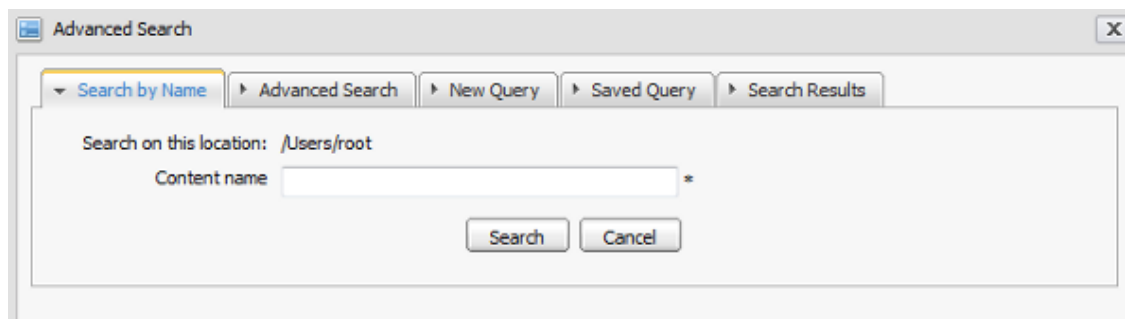 Advanced Search
X
Search by Name Advanced Search New Query Saved Query Search Results
Search on this location: /Users/root
Content name *
Search Cancel